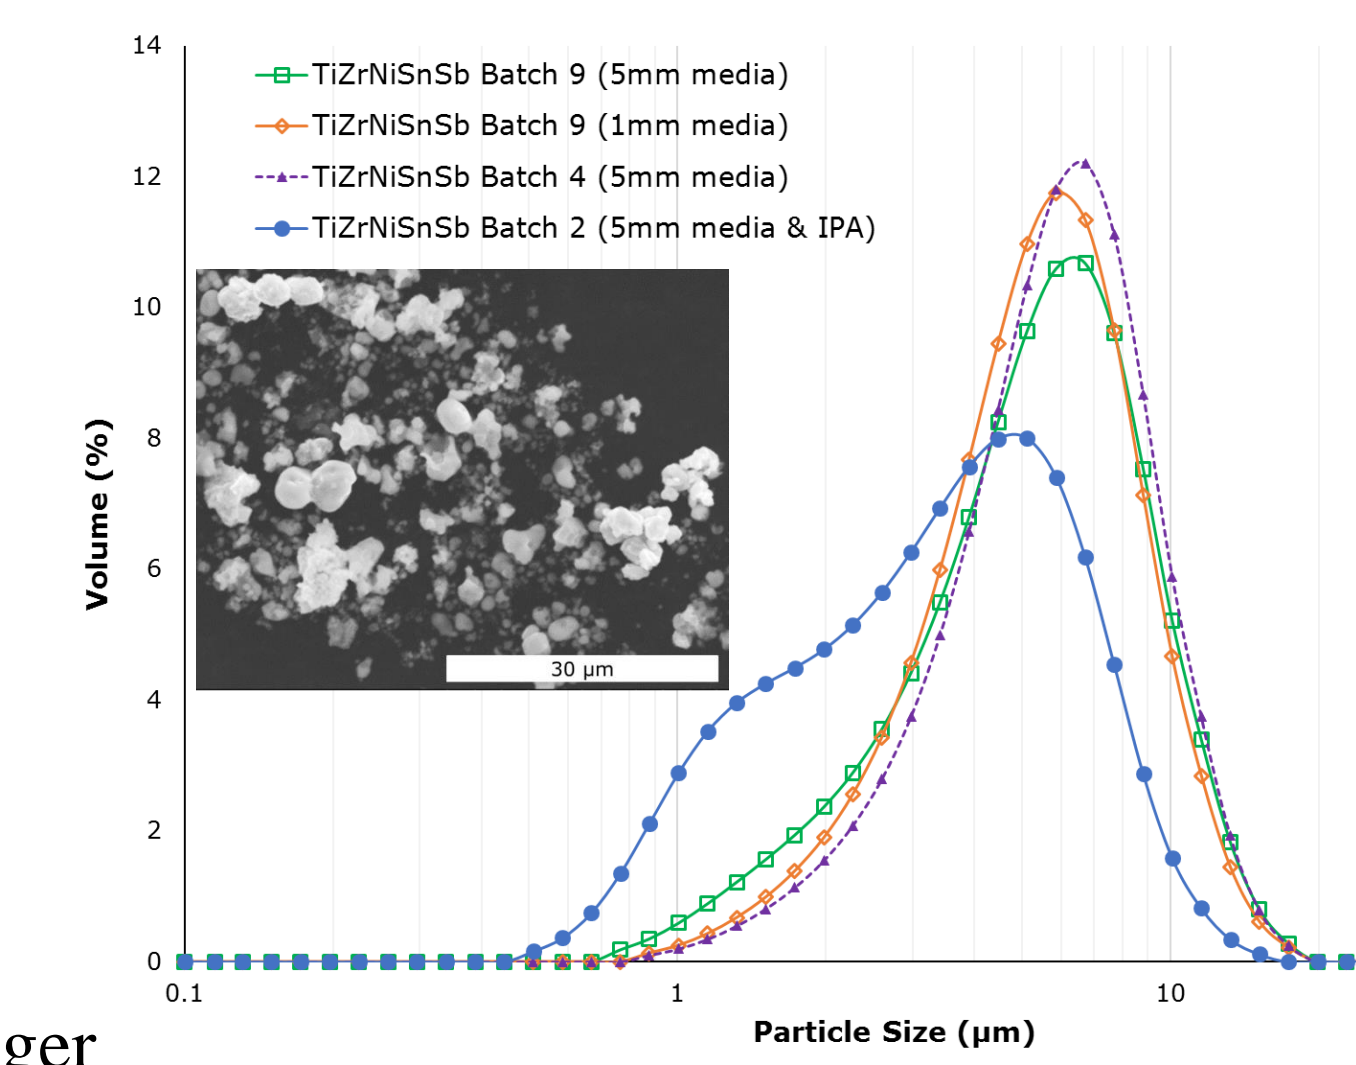 14
TiZrNiSnSb Batch 9 (5mm media)
TiZrNiSnSb Batch 9 (1mm media)
12
TiZrNiSnSb Batch 4 (5mm media)
TiZrNiSnSb Batch 2 (5mm media & IPA)
10
8
Volume (%)
6
30 µm
4
2
0
0.1 1 10
Particle Size (µm)
ger